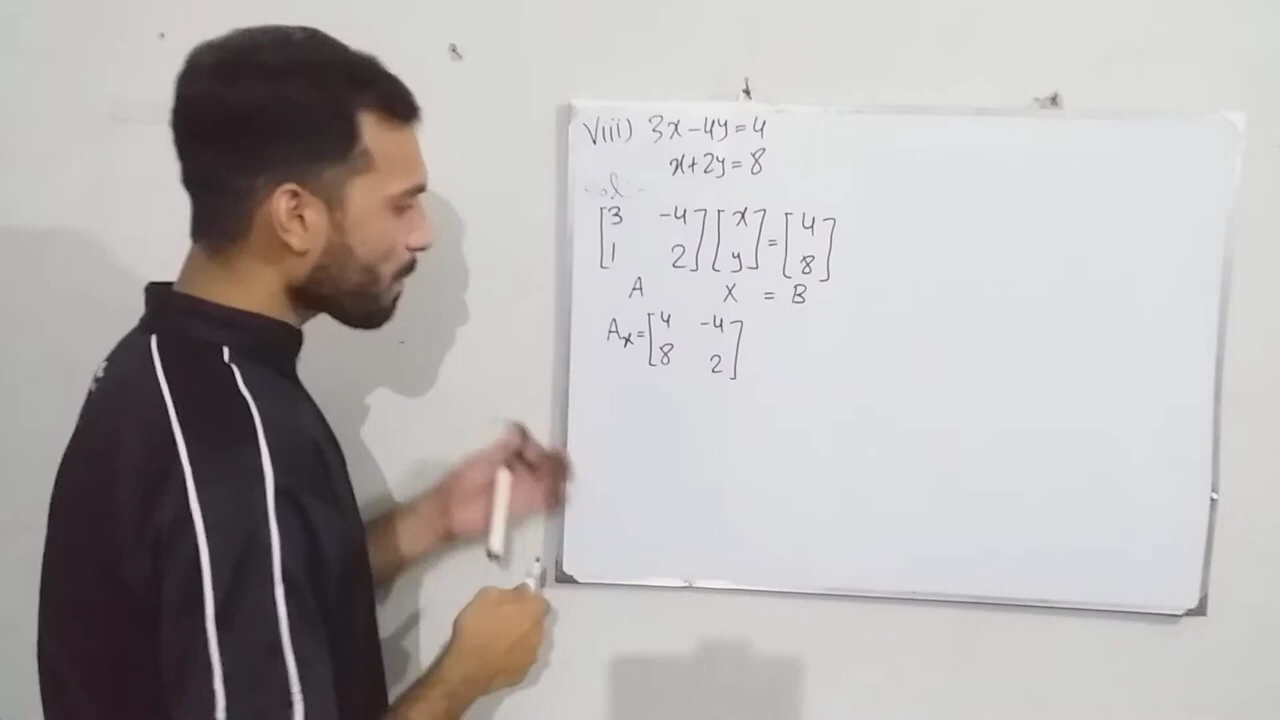 Viii) 3x-4y=4
x+2y=8
[3 -4] [x] = [4]
[1 2] [y] [8]
A X = B
Ax=[4 -4]
[8 2]